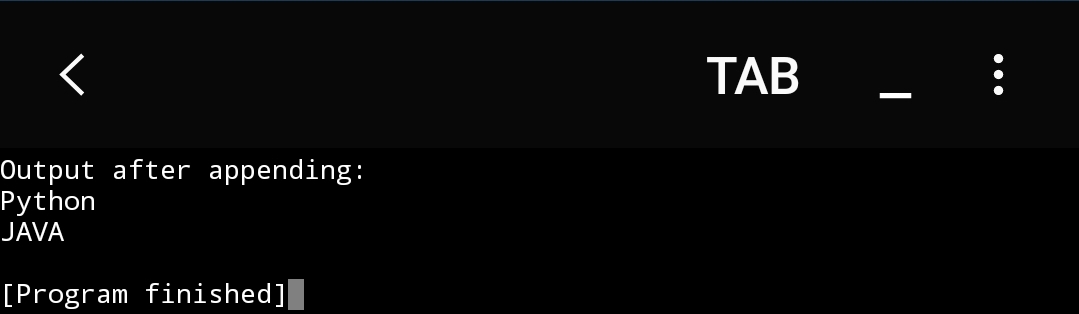 TAB _
Output after appending:
Python
JAVA
[Program finished]